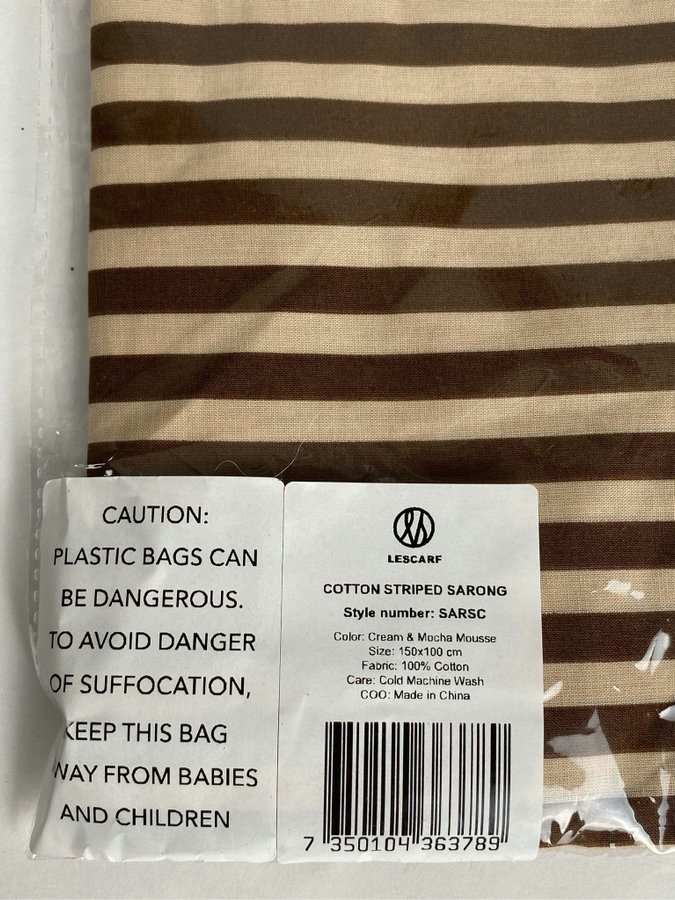 CAUTION:
PLASTIC BAGS CAN
BE DANGEROUS.
TO AVOID DANGER
OF SUFFOCATION,
KEEP THIS BAG
AWAY FROM BABIES
AND CHILDREN
LESCARF
COTTON STRIPED SARONG
Style number: SARSC
Color: Cream & Mocha Mousse
Size: 150x100 cm
Fabric: 100% Cotton
Care: Cold Machine Wash
COO: Made in China
7 350104 363789